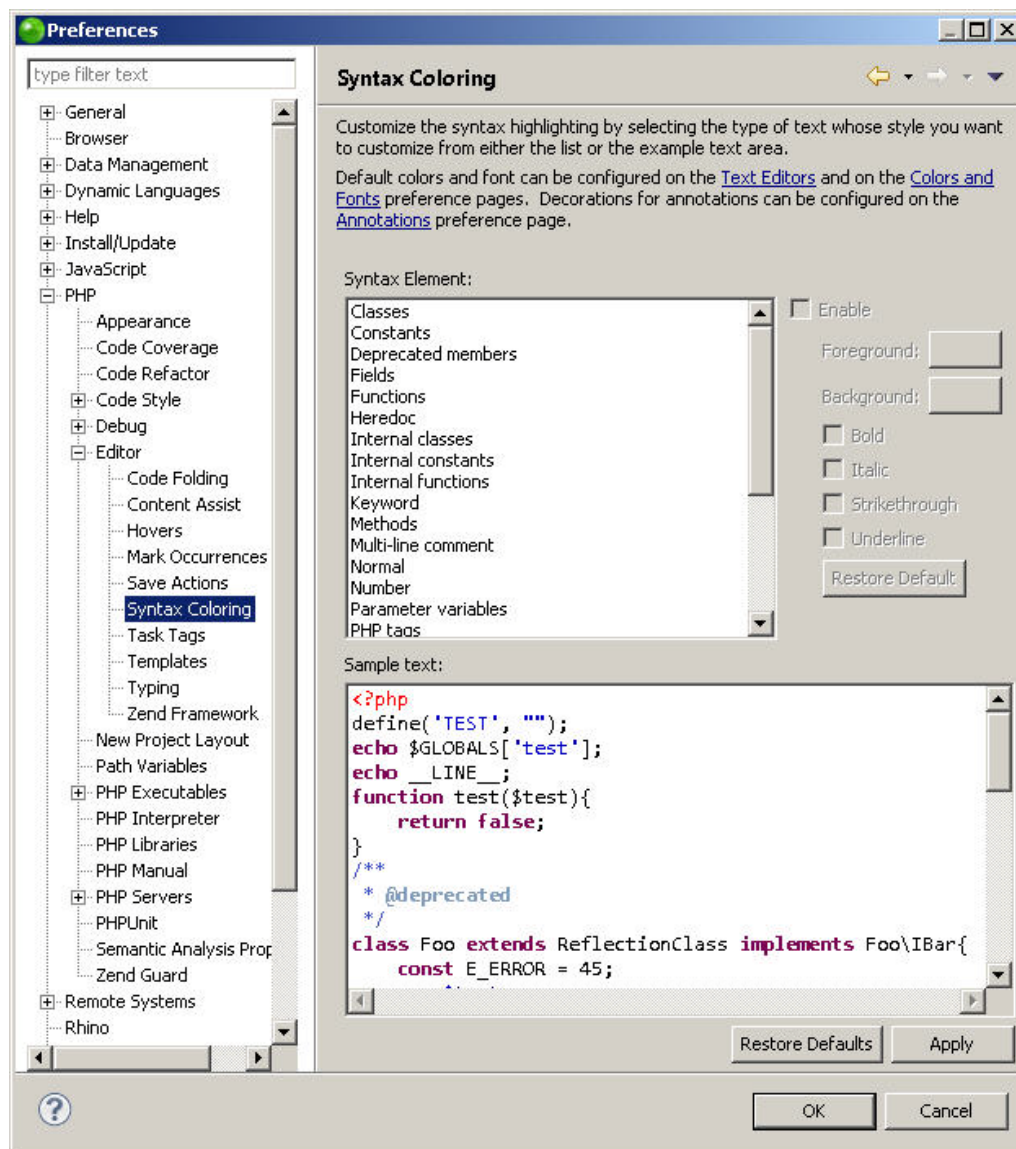 Preferences
type filter text
General
Browser
Data Management
Dynamic Languages
Help
Install/Update
JavaScript
PHP
Appearance
Code Coverage
Code Refactor
Code Style
Debug
Editor
Code Folding
Content Assist
Hovers
Mark Occurrences
Save Actions
Syntax Coloring
Task Tags
Templates
Typing
Zend Framework
New Project Layout
Path Variables
PHP Executables
PHP Interpreter
PHP Libraries
PHP Manual
PHP Servers
PHPUnit
Semantic Analysis Prop
Zend Guard
Remote Systems
Rhino
Syntax Coloring
Customize the syntax highlighting by selecting the type of text whose style you want
to customize from either the list or the example text area.
Default colors and font can be configured on the Text Editors and on the Colors and
Fonts preference pages. Decorations for annotations can be configured on the
Annotations preference page.
Syntax Element:
Classes
Constants
Deprecated members
Fields
Functions
Heredoc
Internal classes
Internal constants
Internal functions
Keyword
Methods
Multi-line comment
Normal
Number
Parameter variables
PHP tags
Enable
Foreground:
Background:
Bold
Italic
Strikethrough
Underline
Restore Default
Sample text:
<?php
define('TEST', "");
echo $GLOBALS['test'];
echo __LINE__;
function test($test){
    return false;
}
/**
 * @deprecated
 */
class Foo extends ReflectionClass implements Foo\IBar{
    const E_ERROR = 45;
Restore Defaults
Apply
?
OK
Cancel